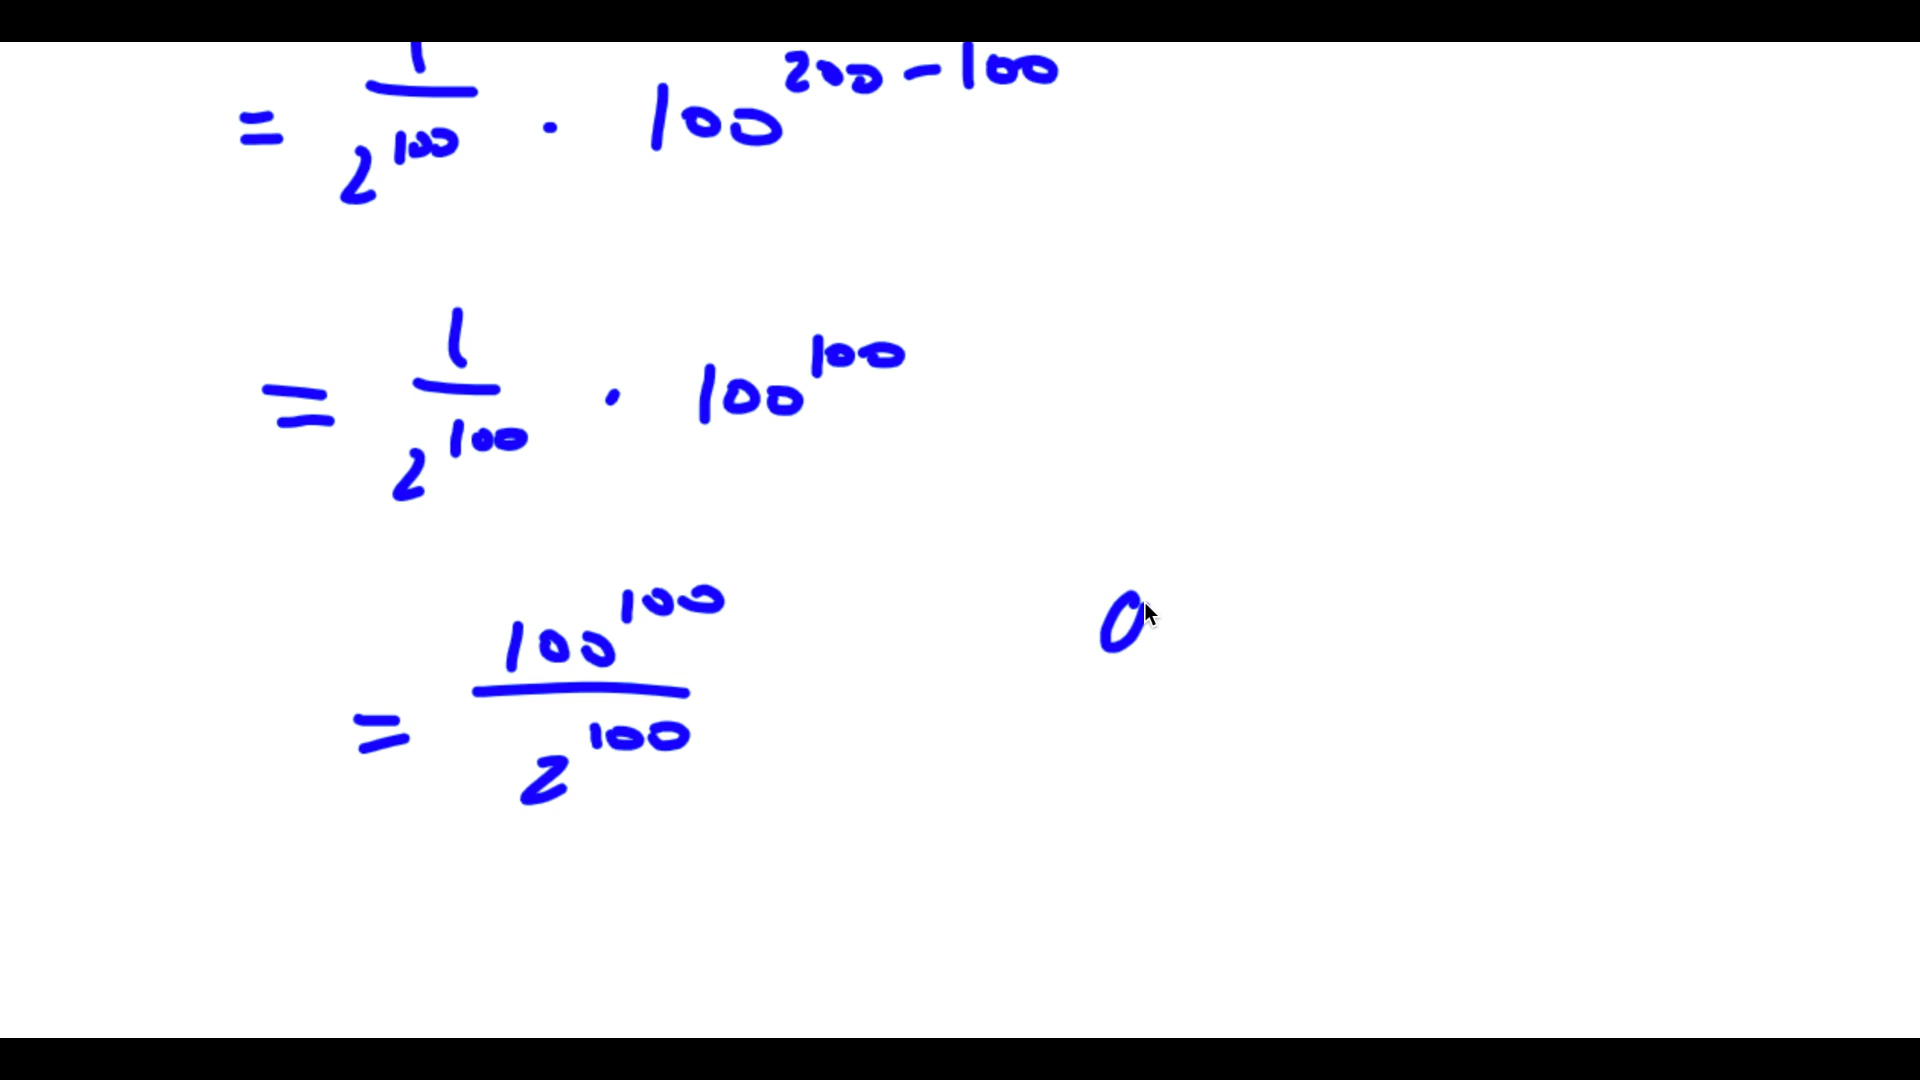 = 1/2^100 · 100^200-100
= 1/2^100 · 100^100
= 100^100/2^100
0